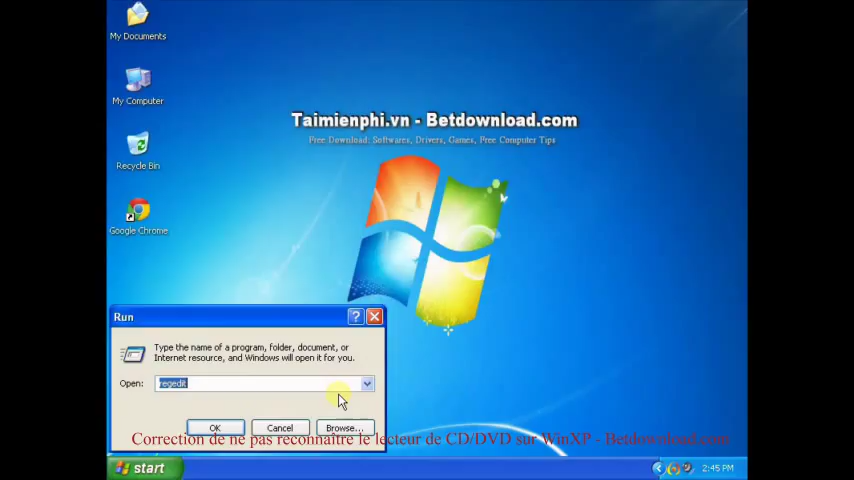 My Documents
My Computer
Recycle Bin
Google Chrome
Taimienphi.vn - Betdownload.com
Free Download: Softwares, Drivers, Games, Free Computer Tips
Run
Type the name of a program, folder, document, or
Internet resource, and Windows will open it for you.
Open: regedit
OK Cancel Browse...
Correction de ne pas reconnaître le lecteur de CD/DVD sur WinXP - Betdownload.com
start 2:45 PM